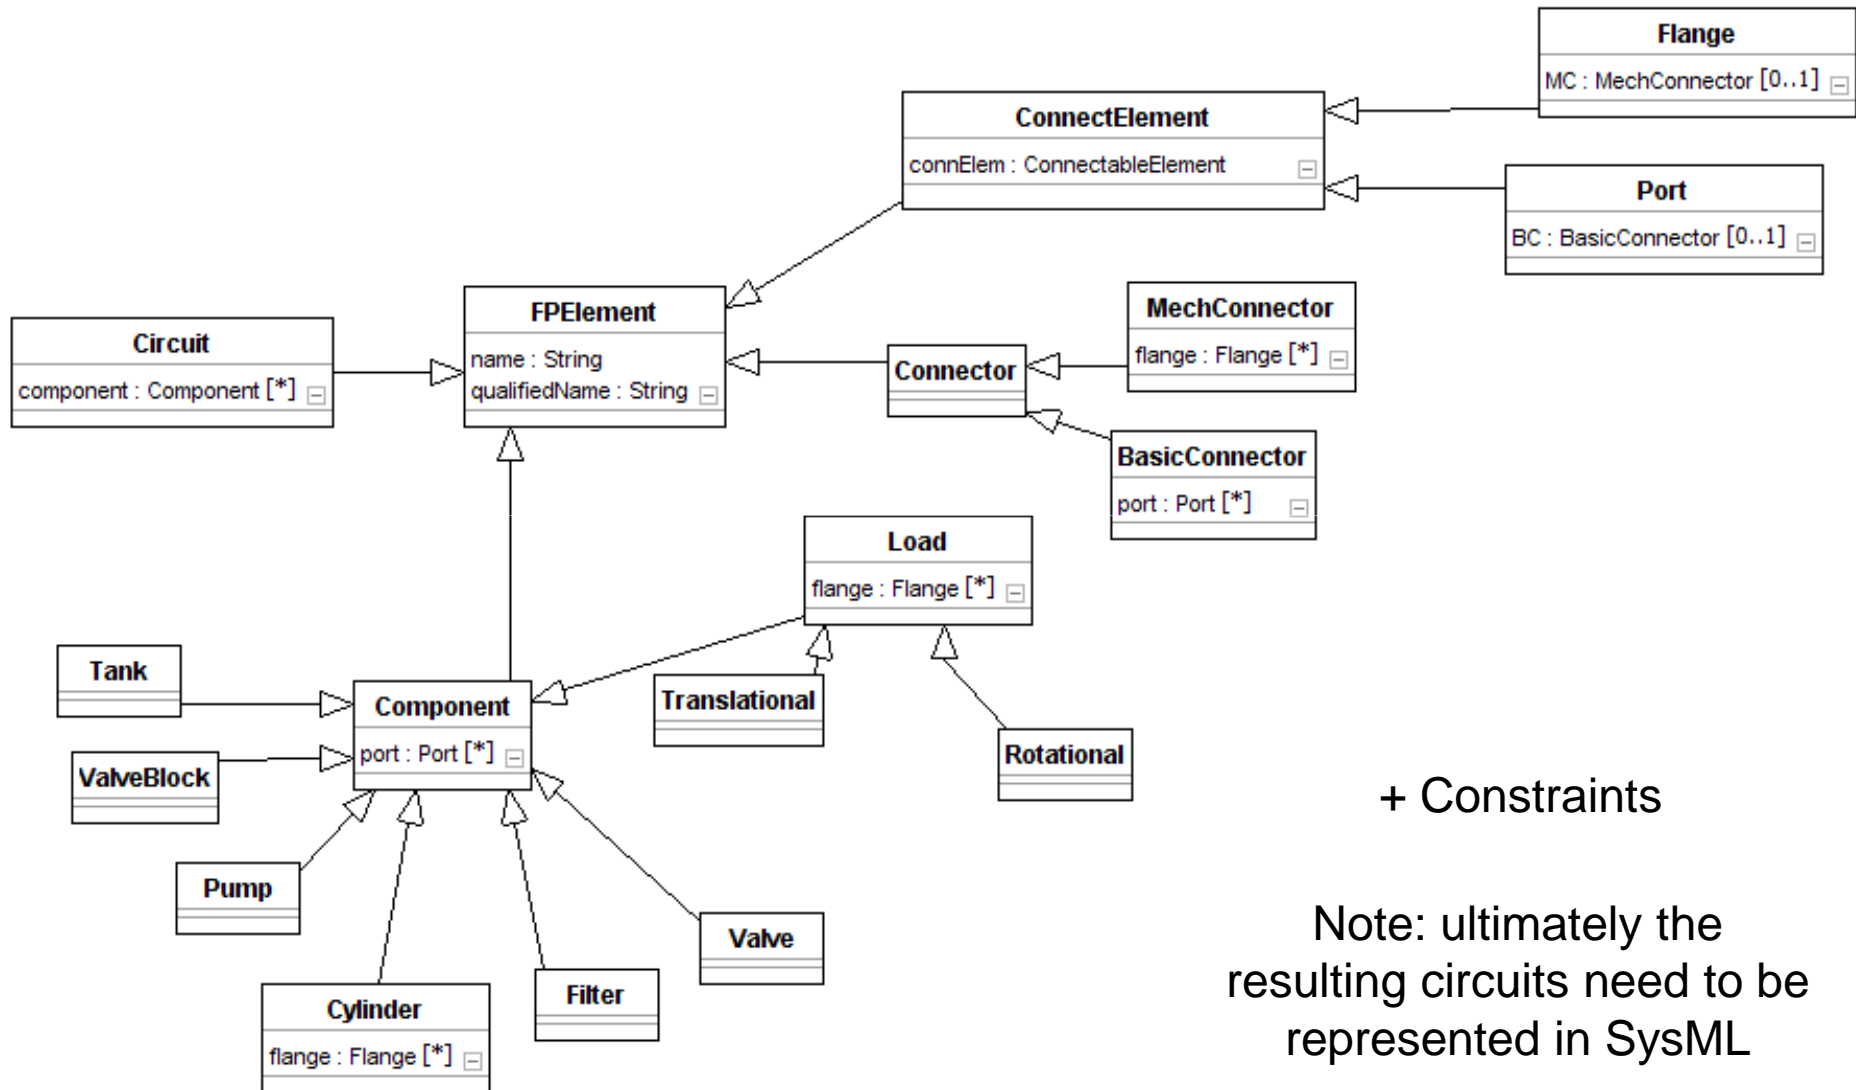 Flange
MC : MechConnector [0..1]
ConnectElement
connElem : ConnectableElement
Port
BC : BasicConnector [0..1]
FPElement
name : String
qualifiedName : String
Circuit
component : Component [*]
MechConnector
flange : Flange [*]
Connector
BasicConnector
port : Port [*]
Load
flange : Flange [*]
Tank
Component
port : Port [*]
Translational
Rotational
ValveBlock
Pump
Valve
Filter
Cylinder
flange : Flange [*]
+ Constraints
Note: ultimately the
resulting circuits need to be
represented in SysML